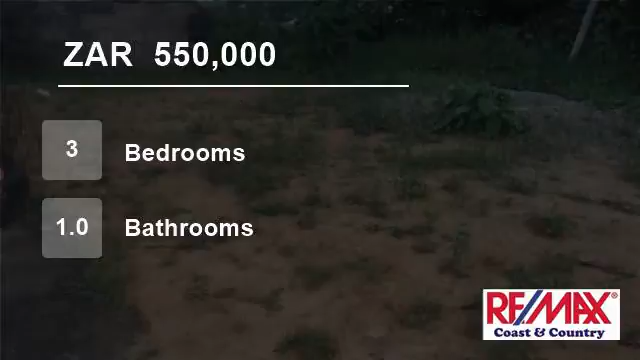 ZAR 550,000
3 Bedrooms
1.0 Bathrooms
RE/MAX®
Coast & Country